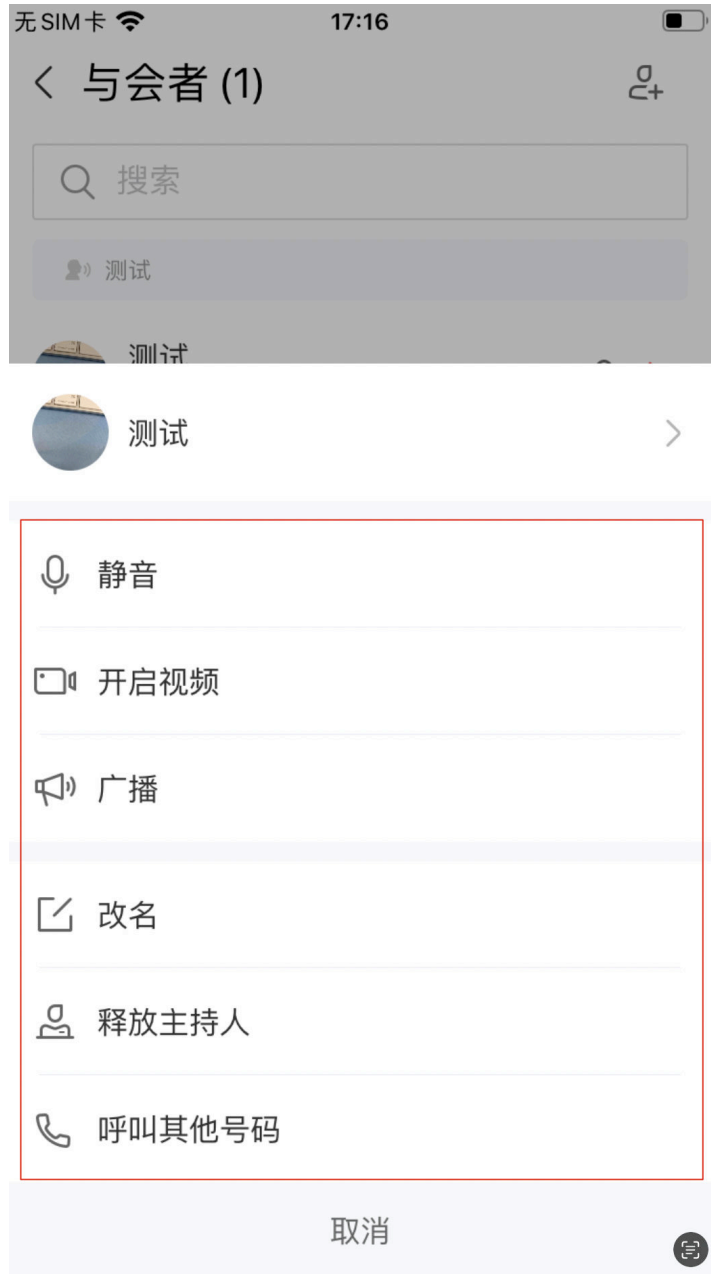 无SIM卡 17:16
与会者 (1)
搜索
测试
测试
测试
静音
开启视频
广播
改名
释放主持人
呼叫其他号码
取消